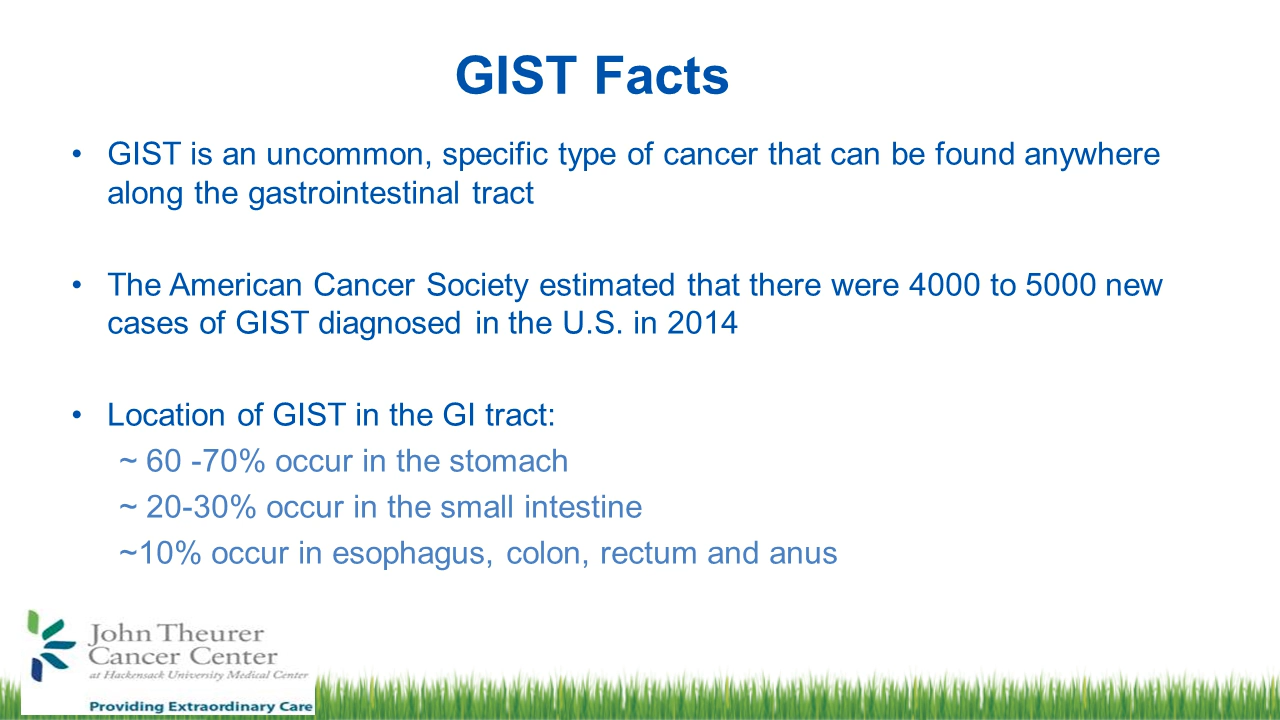 GIST Facts
• GIST is an uncommon, specific type of cancer that can be found anywhere
along the gastrointestinal tract
• The American Cancer Society estimated that there were 4000 to 5000 new
cases of GIST diagnosed in the U.S. in 2014
• Location of GIST in the GI tract:
~ 60 -70% occur in the stomach
~ 20-30% occur in the small intestine
~10% occur in esophagus, colon, rectum and anus
John Theurer
Cancer Center
at Hackensack University Medical Center
Providing Extraordinary Care